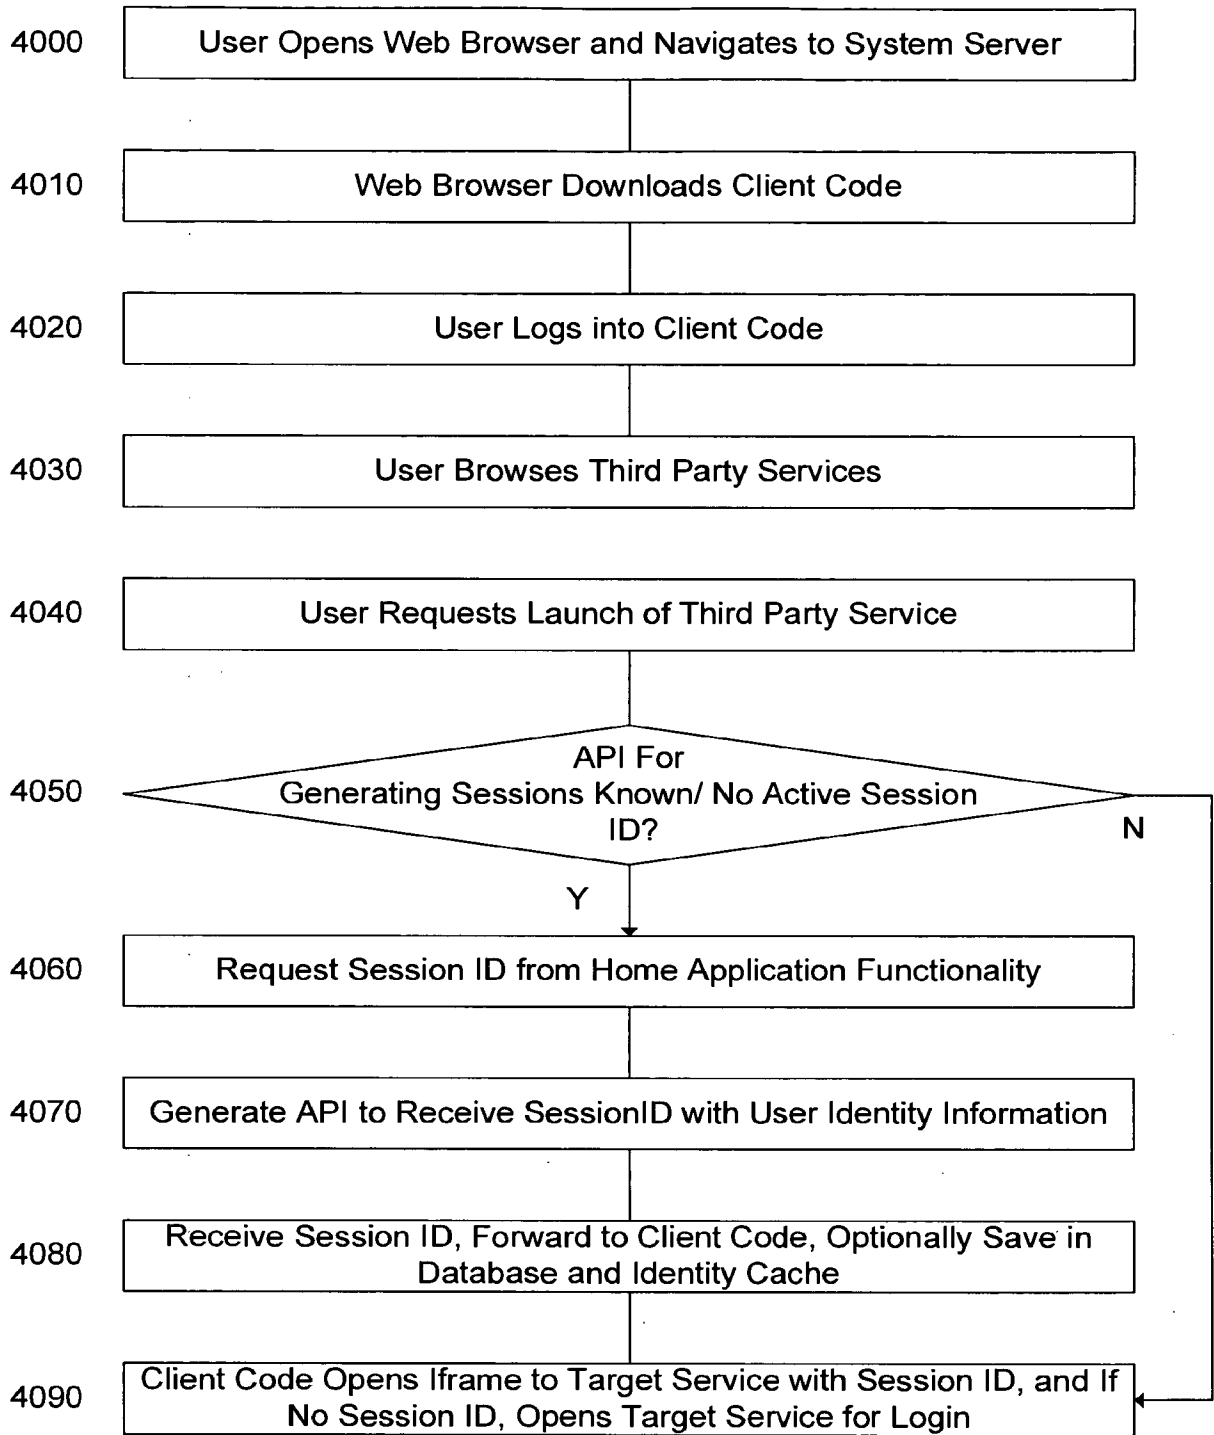 4000
User Opens Web Browser and Navigates to System Server
4010
Web Browser Downloads Client Code
4020
User Logs into Client Code
4030
User Browses Third Party Services
4040
User Requests Launch of Third Party Service
4050
API For
Generating Sessions Known/ No Active Session
ID?
N
Y
4060
Request Session ID from Home Application Functionality
4070
Generate API to Receive SessionID with User Identity Information
4080
Receive Session ID, Forward to Client Code, Optionally Save in
Database and Identity Cache
4090
Client Code Opens Iframe to Target Service with Session ID, and If
No Session ID, Opens Target Service for Login